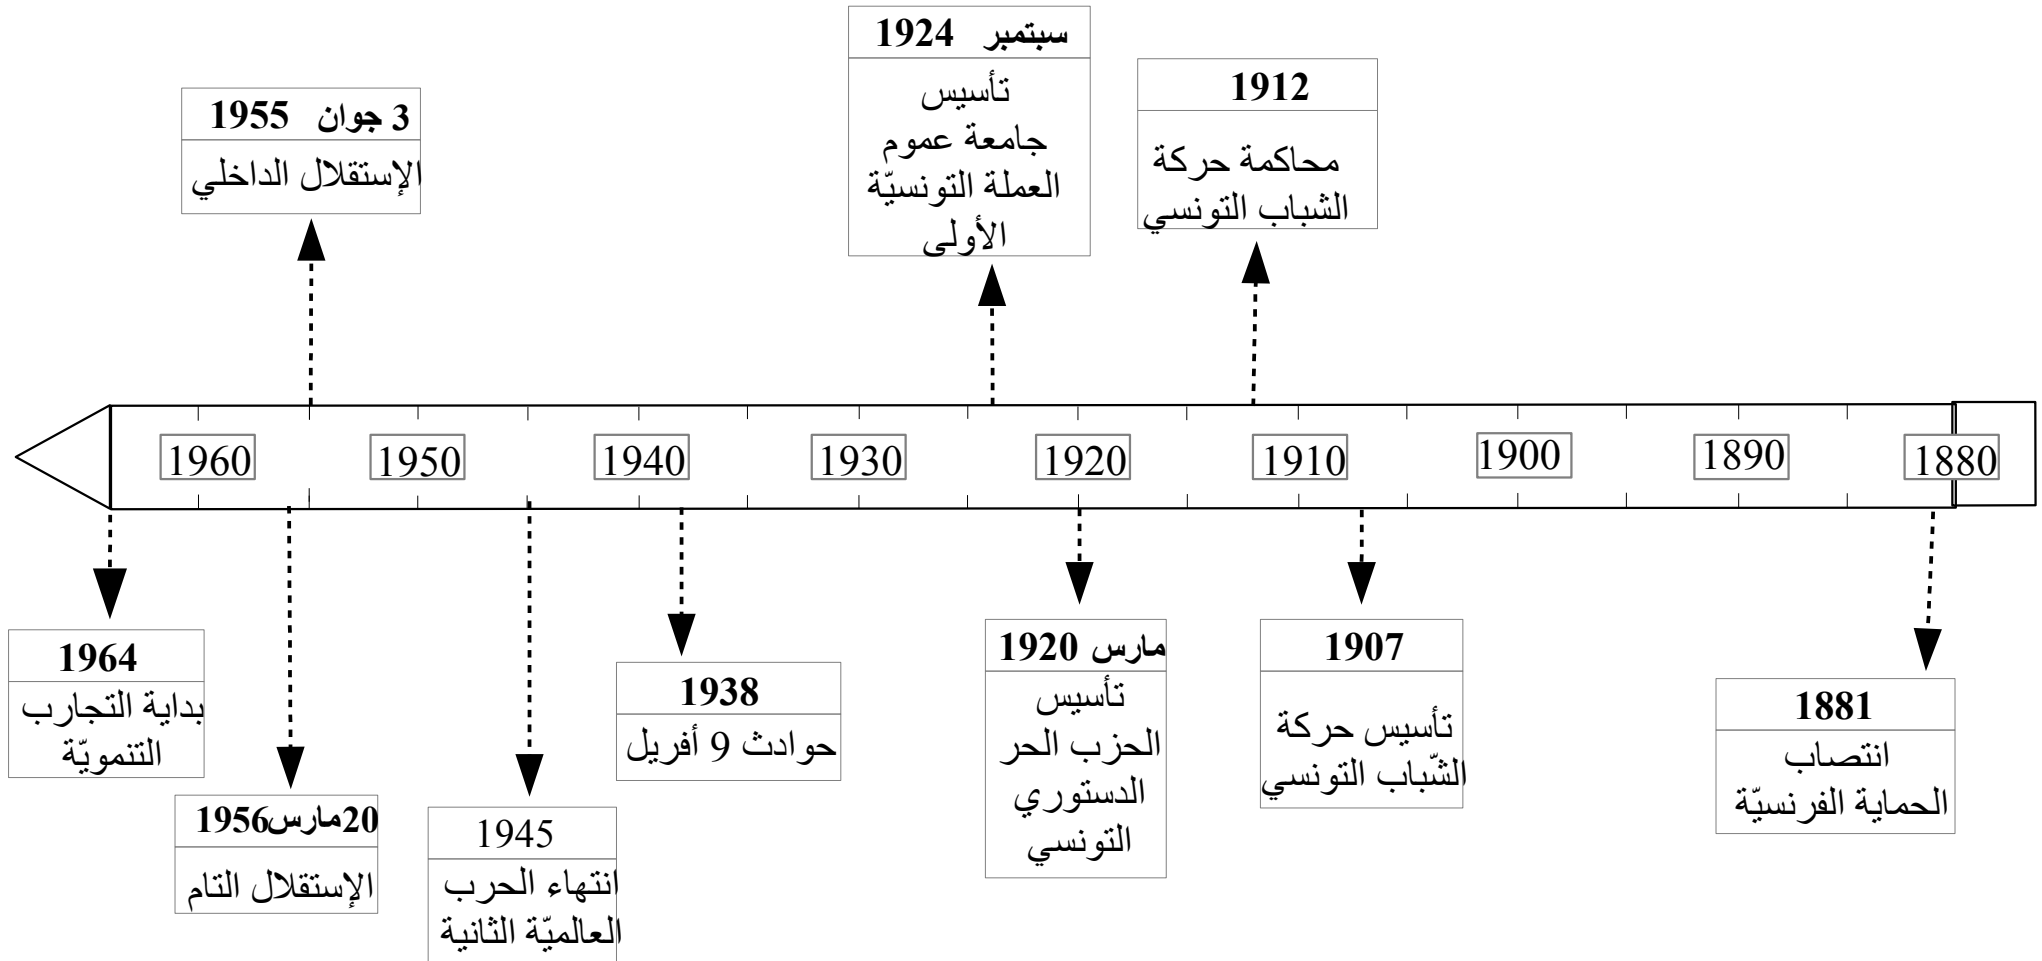 1912
محاكمة حركة
الشباب التونسي
سبتمبر 1924
تأسيس
جامعة عموم
العملة التونسيّة
الأولى
3 جوان 1955
الإستقلال الداخلي
1880
1890
1900
1910
1920
1930
1940
1950
1960
1881
انتصاب
الحماية الفرنسيّة
1907
تأسيس حركة
الشّباب التونسي
مارس 1920
تأسيس
الحزب الحر
الدستوري
التونسي
1938
حوادث 9 أفريل
1945
انتهاء الحرب
العالميّة الثانية
20مارس1956
الإستقلال التام
1964
بداية التجارب
التنمويّة